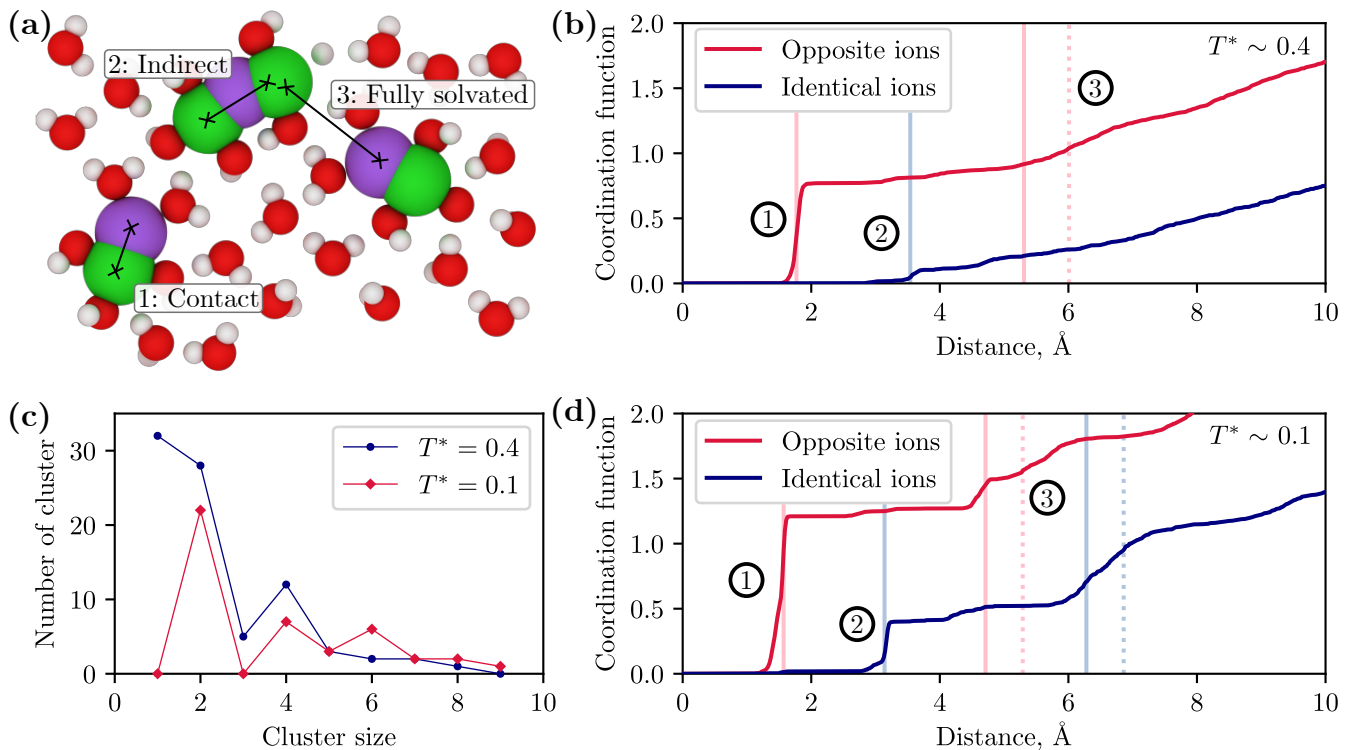 (a)
2: Indirect
3: Fully solvated
1: Contact
(b)
Coordination function
2.0
1.5
1.0
0.5
0.0
Opposite ions
Identical ions
T* ∼ 0.4
1
2
3
0 2 4 6 8 10
Distance, Å
(c)
Number of cluster
30
20
10
0
T* = 0.4
T* = 0.1
0 2 4 6 8 10
Cluster size
(d)
Coordination function
2.0
1.5
1.0
0.5
0.0
Opposite ions
Identical ions
T* ∼ 0.1
1
2
3
0 2 4 6 8 10
Distance, Å